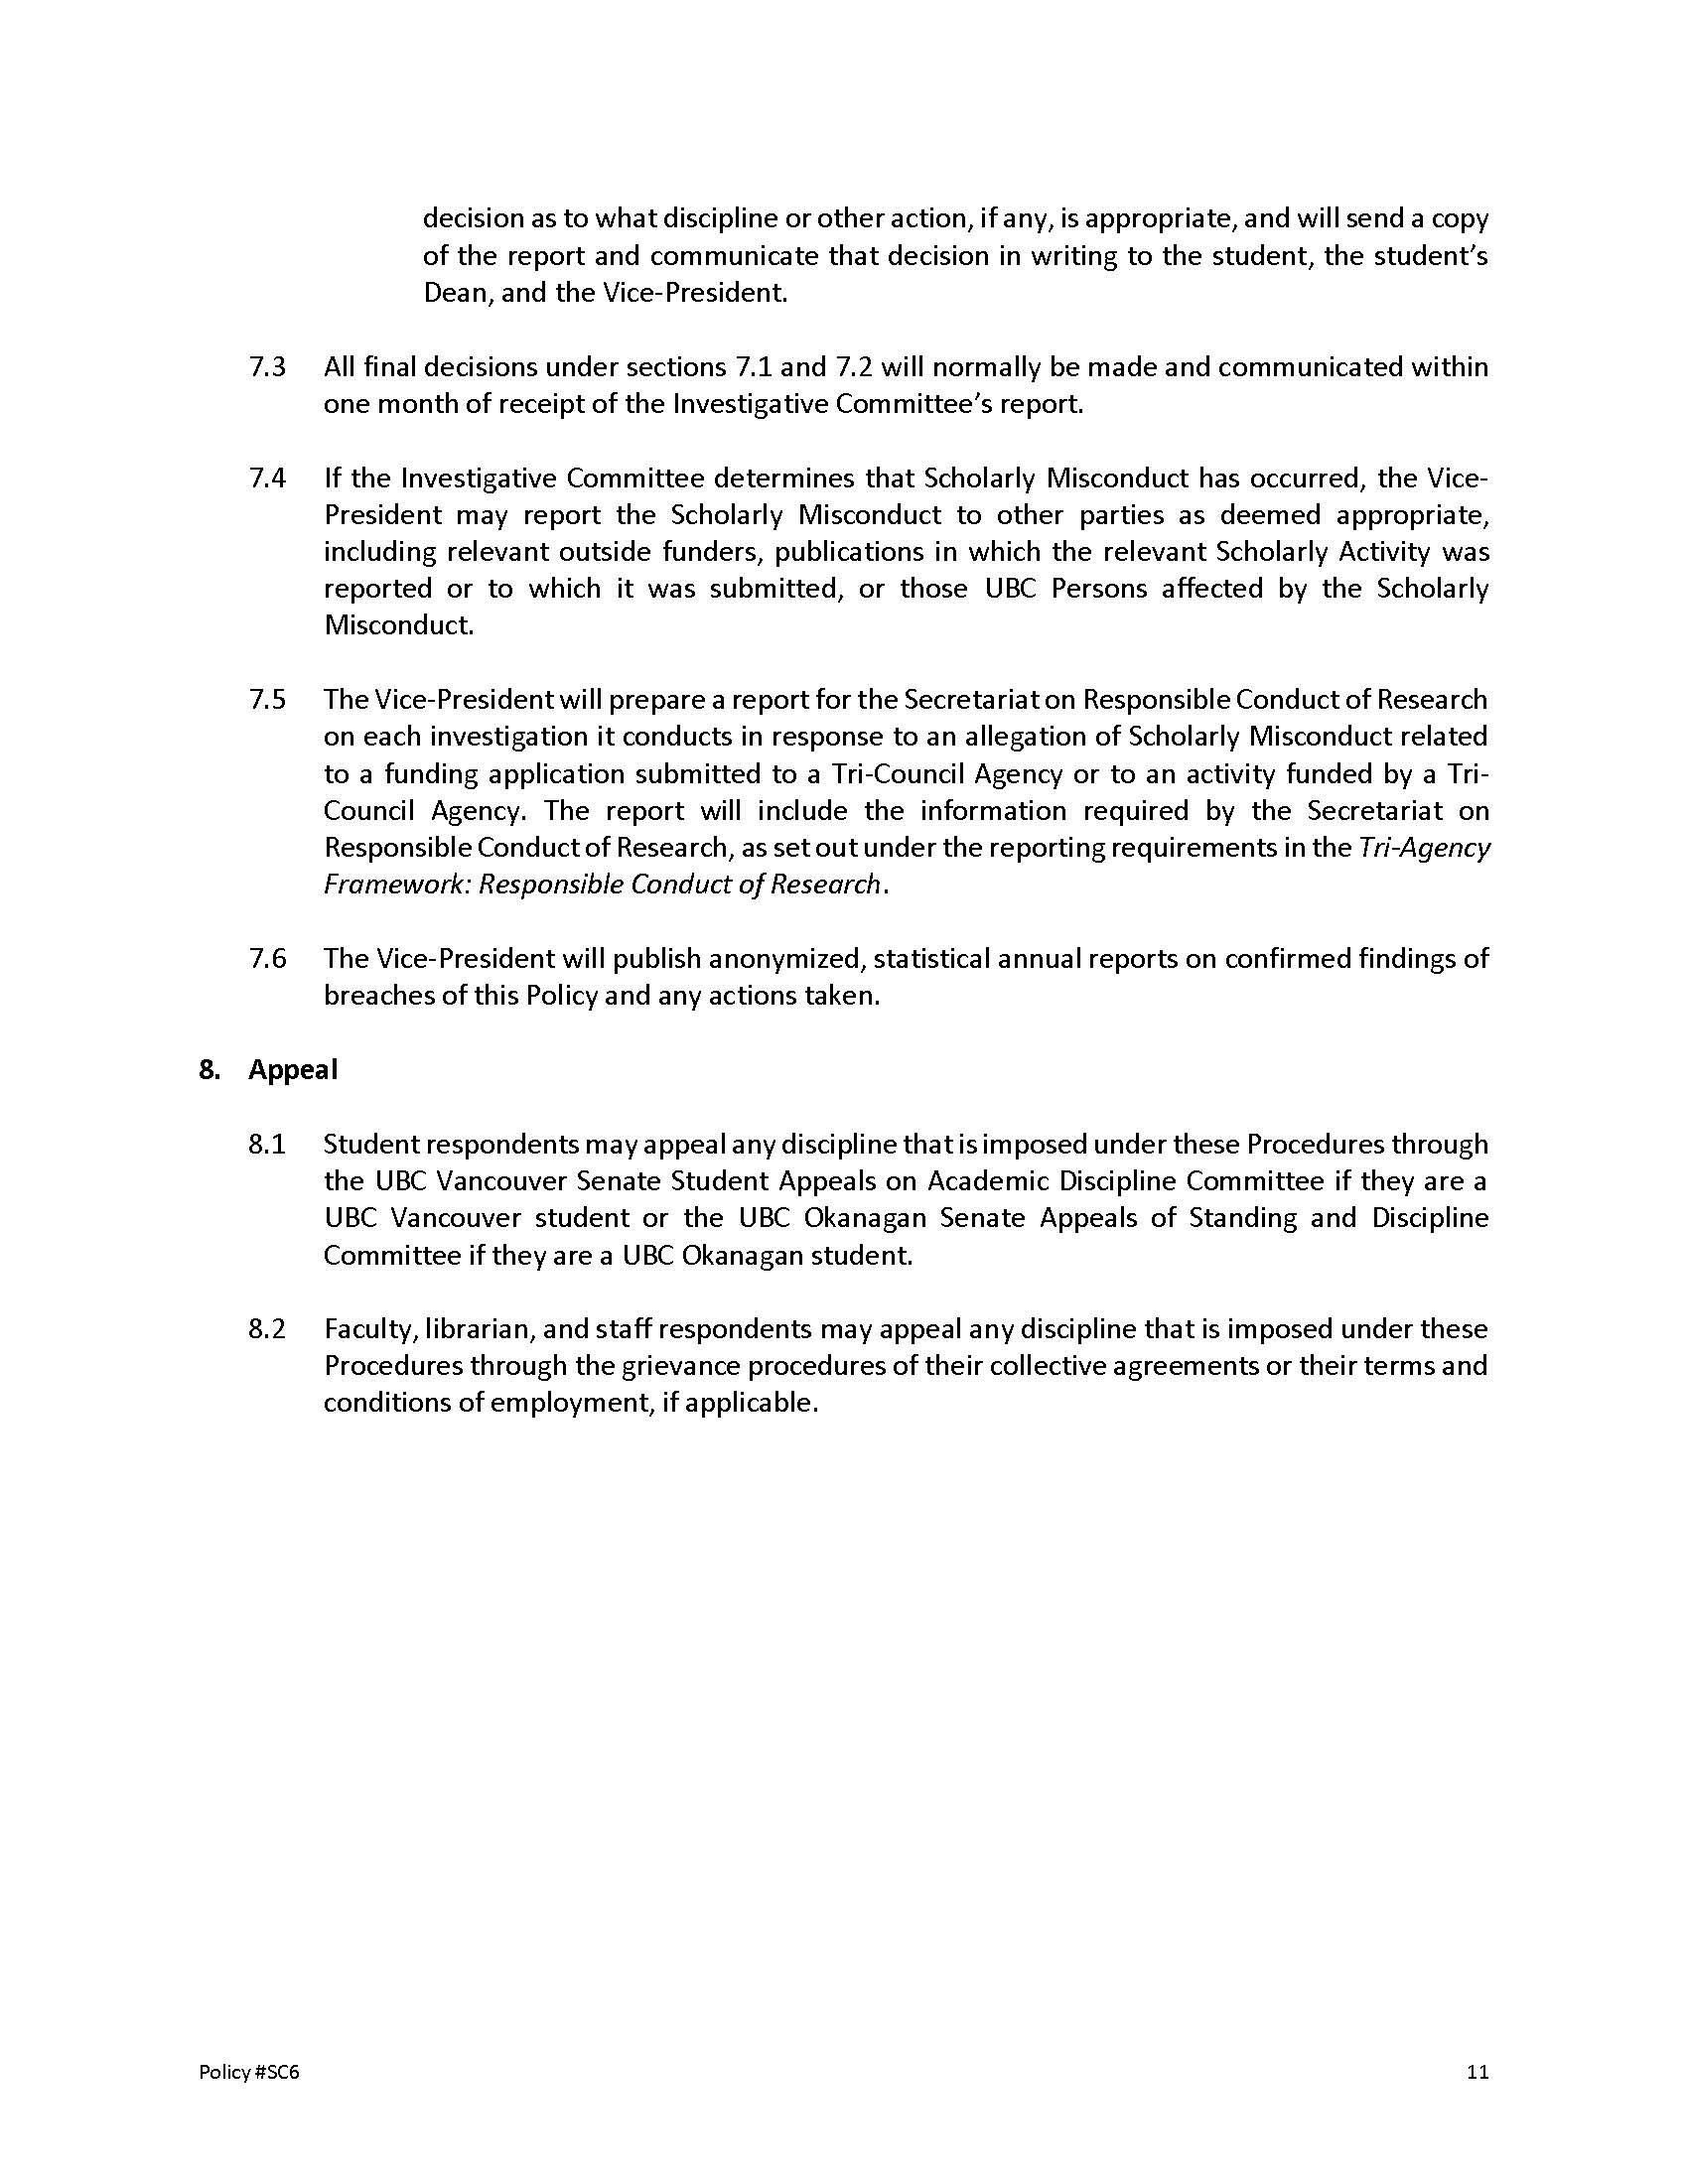 decision as to what discipline or other action, if any, is appropriate, and will send a copy
of the report and communicate that decision in writing to the student, the student’s
Dean, and the Vice-President.
7.3 All final decisions under sections 7.1 and 7.2 will normally be made and communicated within
one month of receipt of the Investigative Committee’s report.
7.4 If the Investigative Committee determines that Scholarly Misconduct has occurred, the Vice-
President may report the Scholarly Misconduct to other parties as deemed appropriate,
including relevant outside funders, publications in which the relevant Scholarly Activity was
reported or to which it was submitted, or those UBC Persons affected by the Scholarly
Misconduct.
7.5 The Vice-President will prepare a report for the Secretariat on Responsible Conduct of Research
on each investigation it conducts in response to an allegation of Scholarly Misconduct related
to a funding application submitted to a Tri-Council Agency or to an activity funded by a Tri-
Council Agency. The report will include the information required by the Secretariat on
Responsible Conduct of Research, as set out under the reporting requirements in the Tri-Agency
Framework: Responsible Conduct of Research.
7.6 The Vice-President will publish anonymized, statistical annual reports on confirmed findings of
breaches of this Policy and any actions taken.
8. Appeal
8.1 Student respondents may appeal any discipline that is imposed under these Procedures through
the UBC Vancouver Senate Student Appeals on Academic Discipline Committee if they are a
UBC Vancouver student or the UBC Okanagan Senate Appeals of Standing and Discipline
Committee if they are a UBC Okanagan student.
8.2 Faculty, librarian, and staff respondents may appeal any discipline that is imposed under these
Procedures through the grievance procedures of their collective agreements or their terms and
conditions of employment, if applicable.
Policy #SC6 11